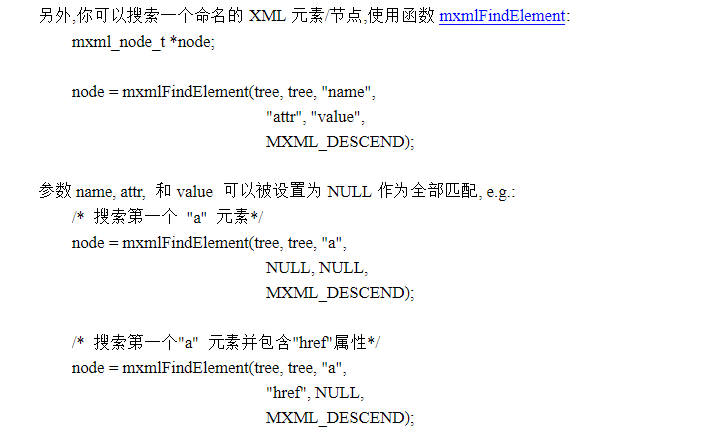 另外,你可以搜索一个命名的 XML 元素/节点,使用函数 mxmlFindElement:
mxml_node_t *node;
node = mxmlFindElement(tree, tree, "name",
"attr", "value",
MXML_DESCEND);
参数 name, attr, 和 value 可以被设置为 NULL 作为全部匹配, e.g.:
/* 搜索第一个 "a" 元素*/
node = mxmlFindElement(tree, tree, "a",
NULL, NULL,
MXML_DESCEND);
/* 搜索第一个"a" 元素并包含"href"属性*/
node = mxmlFindElement(tree, tree, "a",
"href", NULL,
MXML_DESCEND);